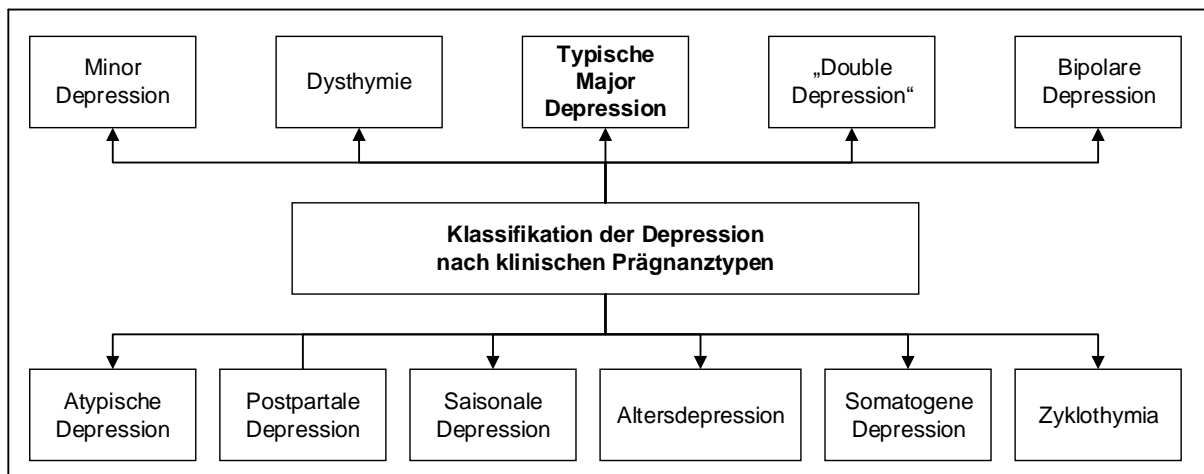 Minor
Depression
Dysthymie
Typische
Major
Depression
„Double
Depression“
Bipolare
Depression
Klassifikation der Depression
nach klinischen Prägnanztypen
Atypische
Depression
Postpartale
Depression
Saisonale
Depression
Altersdepression
Somatogene
Depression
Zyklothymia